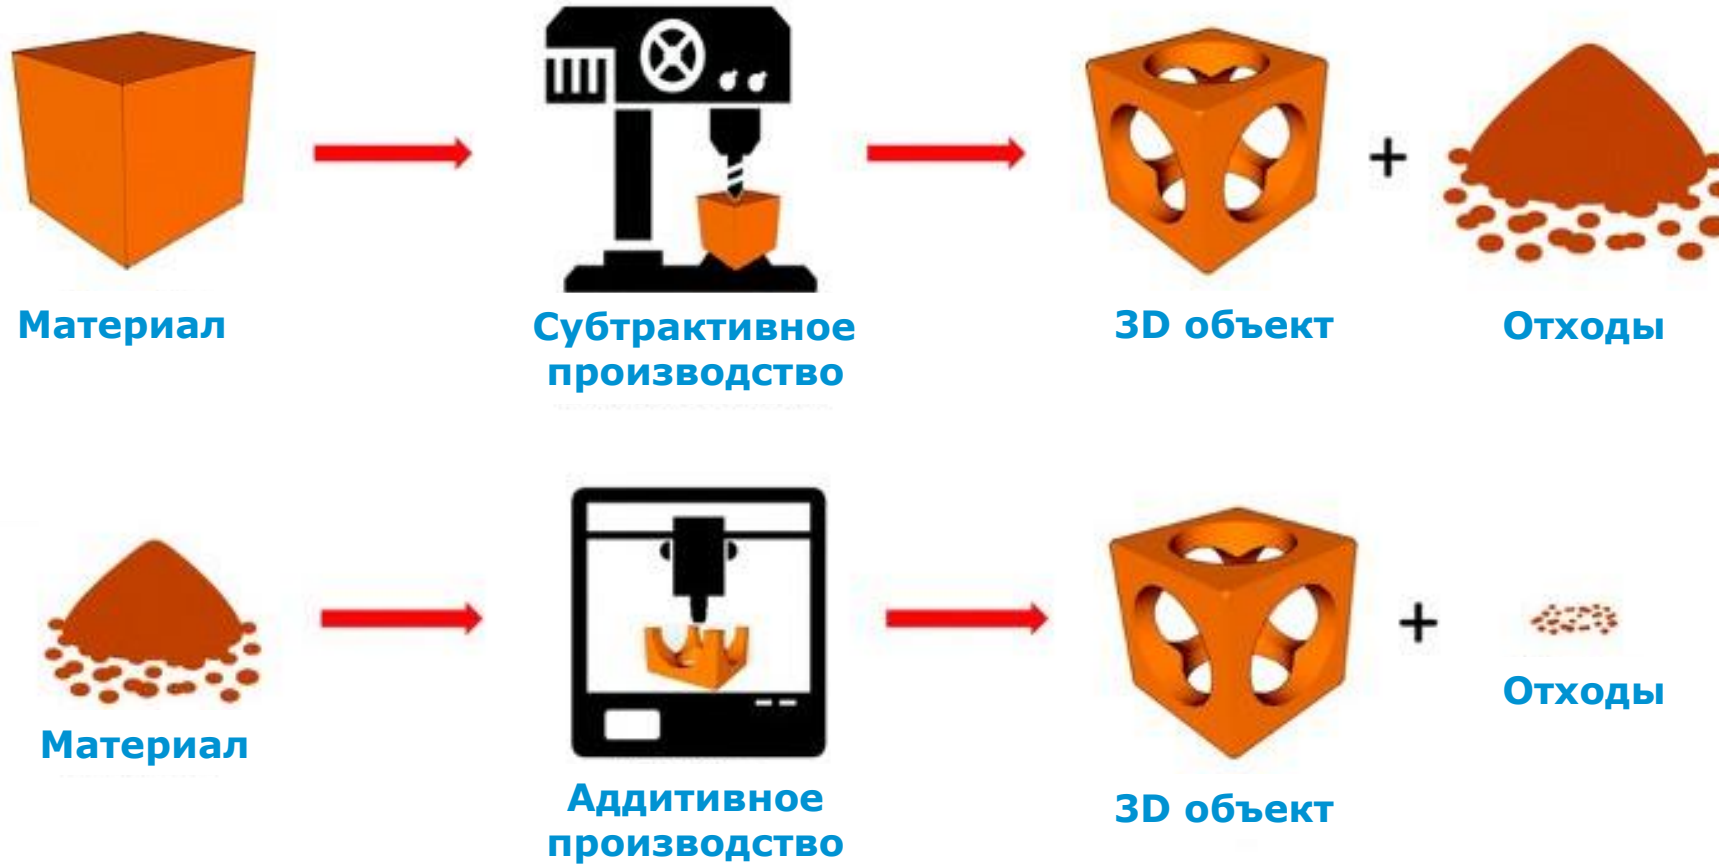 Материал
Субтрактивное
производство
3D объект
+
Отходы
Материал
Аддитивное
производство
3D объект
+
Отходы